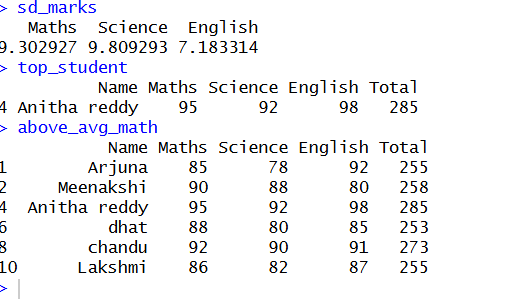 > sd_marks
Maths Science English
9.302927 9.809293 7.183314
> top_student
Name Maths Science English Total
4 Anitha reddy 95 92 98 285
> above_avg_math
Name Maths Science English Total
1 Arjuna 85 78 92 255
2 Meenakshi 90 88 80 258
4 Anitha reddy 95 92 98 285
6 dhat 88 80 85 253
8 chandu 92 90 91 273
10 Lakshmi 86 82 87 255
>